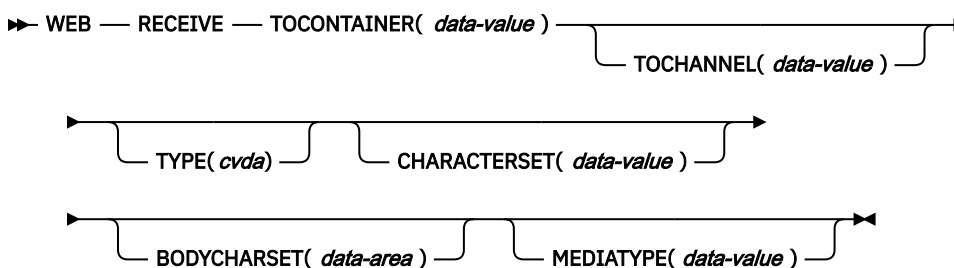 WEB RECEIVE TOCONTAINER( data-value )
TOCHANNEL( data-value )
TYPE( cvda) CHARACTERSET( data-value )
BODYCHARSET( data-area ) MEDIATYPE( data-value )